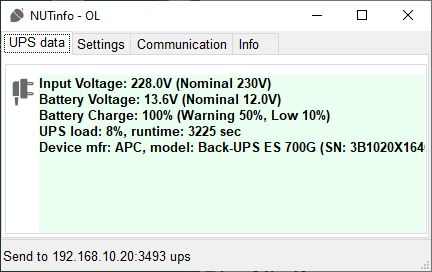 NUTinfo - OL
UPS data Settings Communication Info
Input Voltage: 228.0V (Nominal 230V)
Battery Voltage: 13.6V (Nominal 12.0V)
Battery Charge: 100% (Warning 50%, Low 10%)
UPS load: 8%, runtime: 3225 sec
Device mfr: APC, model: Back-UPS ES 700G (SN: 3B1020X164
Send to 192.168.10.20:3493 ups